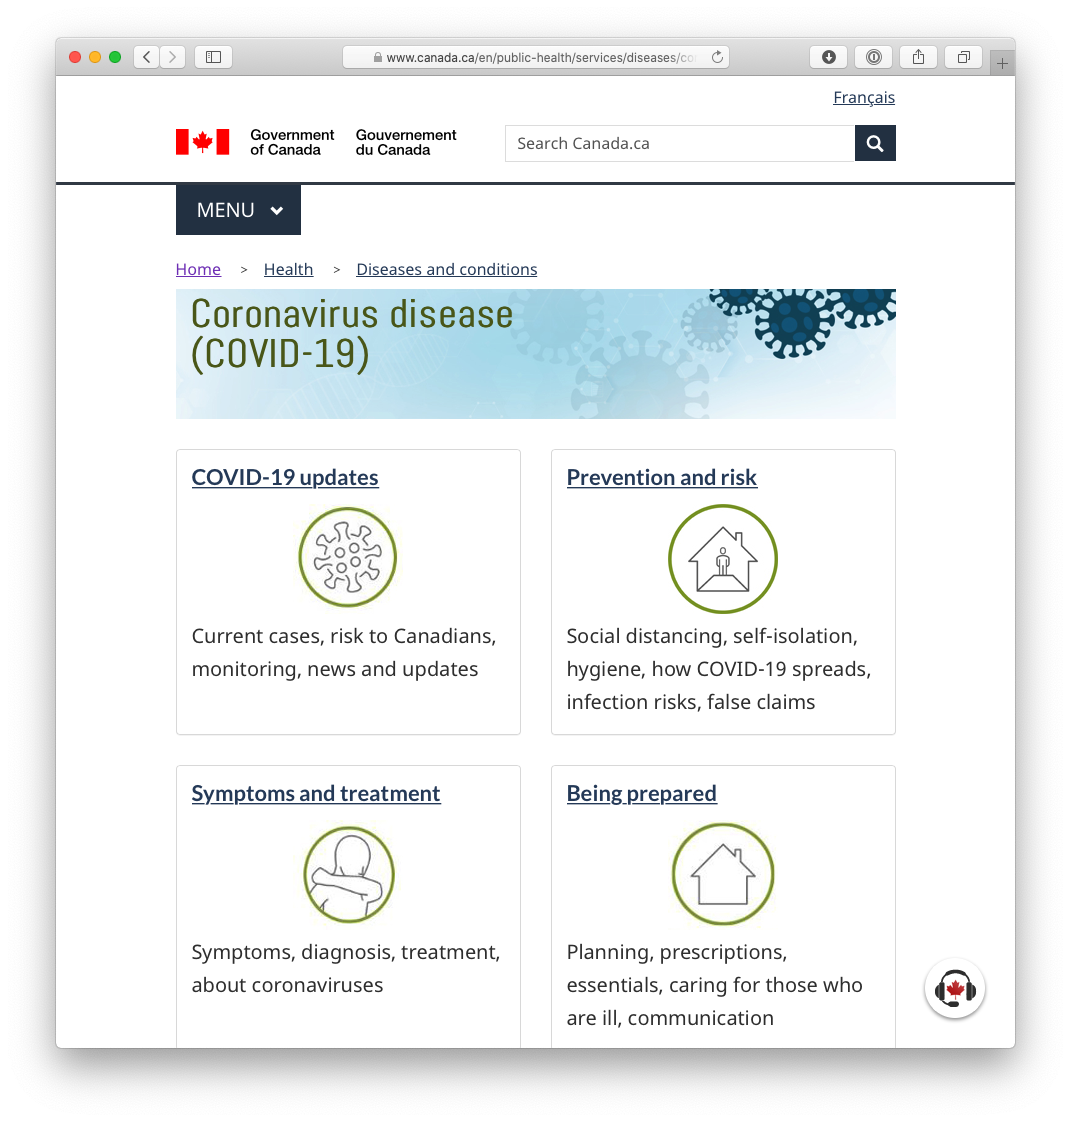 www.canada.ca/en/public-health/services/diseases/co
Français
Government
of Canada
Gouvernement
du Canada
Search Canada.ca
MENU
Home > Health > Diseases and conditions
Coronavirus disease
(COVID-19)
COVID-19 updates
Current cases, risk to Canadians,
monitoring, news and updates
Prevention and risk
Social distancing, self-isolation,
hygiene, how COVID-19 spreads,
infection risks, false claims
Symptoms and treatment
Symptoms, diagnosis, treatment,
about coronaviruses
Being prepared
Planning, prescriptions,
essentials, caring for those who
are ill, communication